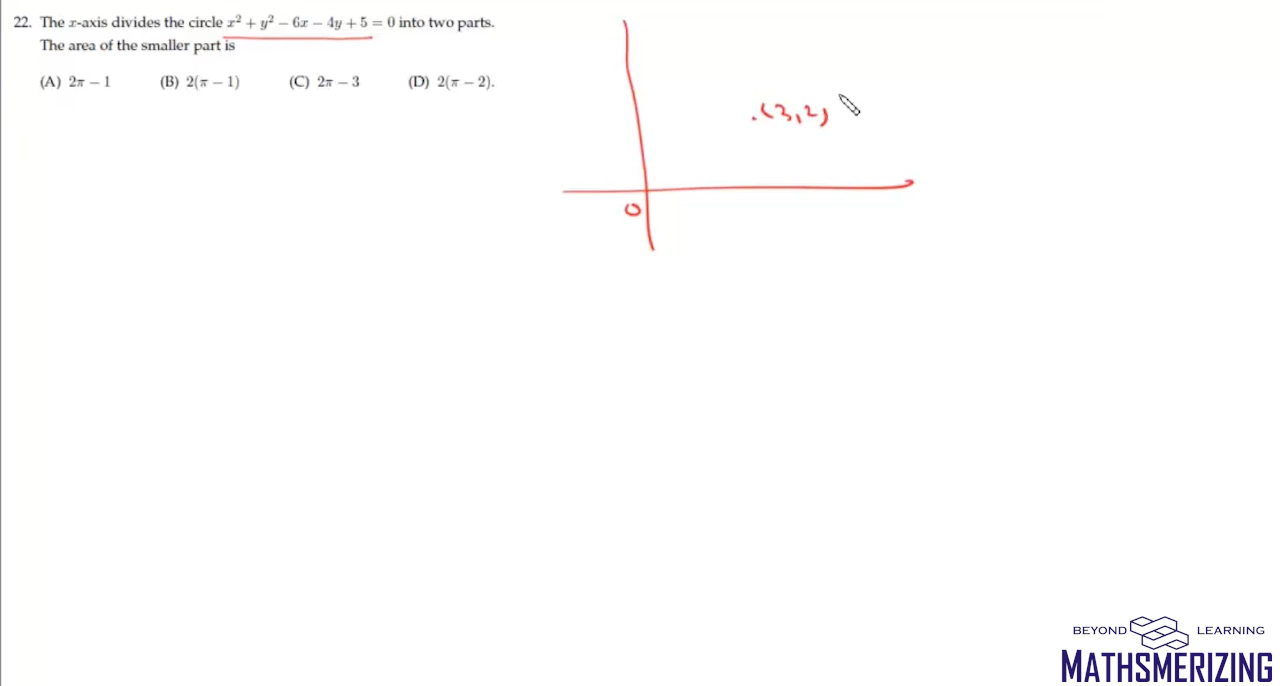 22. The x-axis divides the circle x² + y² − 6x − 4y + 5 = 0 into two parts.
The area of the smaller part is
(A) 2π − 1 (B) 2(π − 1) (C) 2π − 3 (D) 2(π − 2).
.(3,2)
0
BEYOND LEARNING
MATHSMERIZING